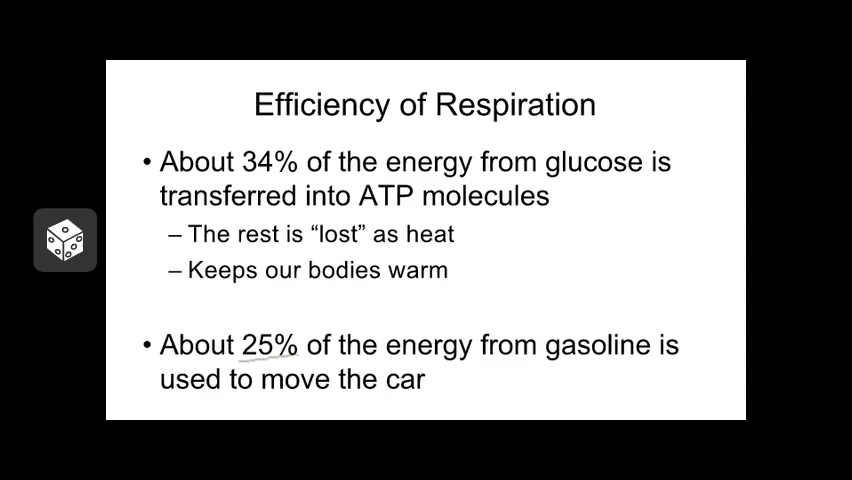 Efficiency of Respiration
• About 34% of the energy from glucose is
transferred into ATP molecules
– The rest is “lost” as heat
– Keeps our bodies warm
• About 25% of the energy from gasoline is
used to move the car